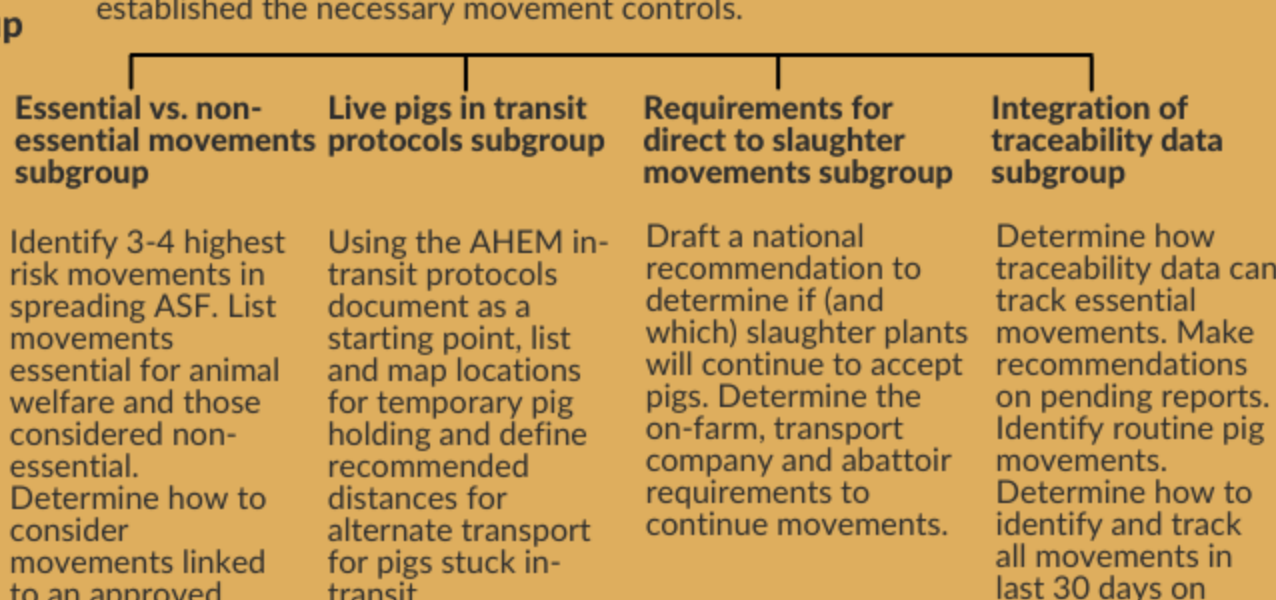 established the necessary movement controls.
up
Essential vs. non-
essential movements
subgroup
Identify 3-4 highest
risk movements in
spreading ASF. List
movements
essential for animal
welfare and those
considered non-
essential.
Determine how to
consider
movements linked
to an approved
Live pigs in transit
protocols subgroup
Using the AHEM in-
transit protocols
document as a
starting point, list
and map locations
for temporary pig
holding and define
recommended
distances for
alternate transport
for pigs stuck in-
transit
Requirements for
direct to slaughter
movements subgroup
Draft a national
recommendation to
determine if (and
which) slaughter plants
will continue to accept
pigs. Determine the
on-farm, transport
company and abattoir
requirements to
continue movements.
Integration of
traceability data
subgroup
Determine how
traceability data can
track essential
movements. Make
recommendations
on pending reports.
Identify routine pig
movements.
Determine how to
identify and track
all movements in
last 30 days on